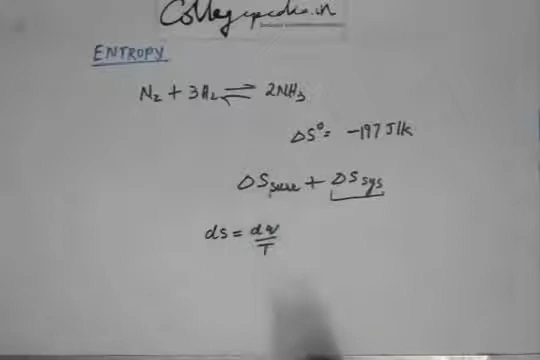 Collegepedia.in
ENTROPY
N₂ + 3H₂ ⇌ 2NH₃
ΔS° = -197 J/K
ΔSsurr + ΔSsys
ds = dq/T